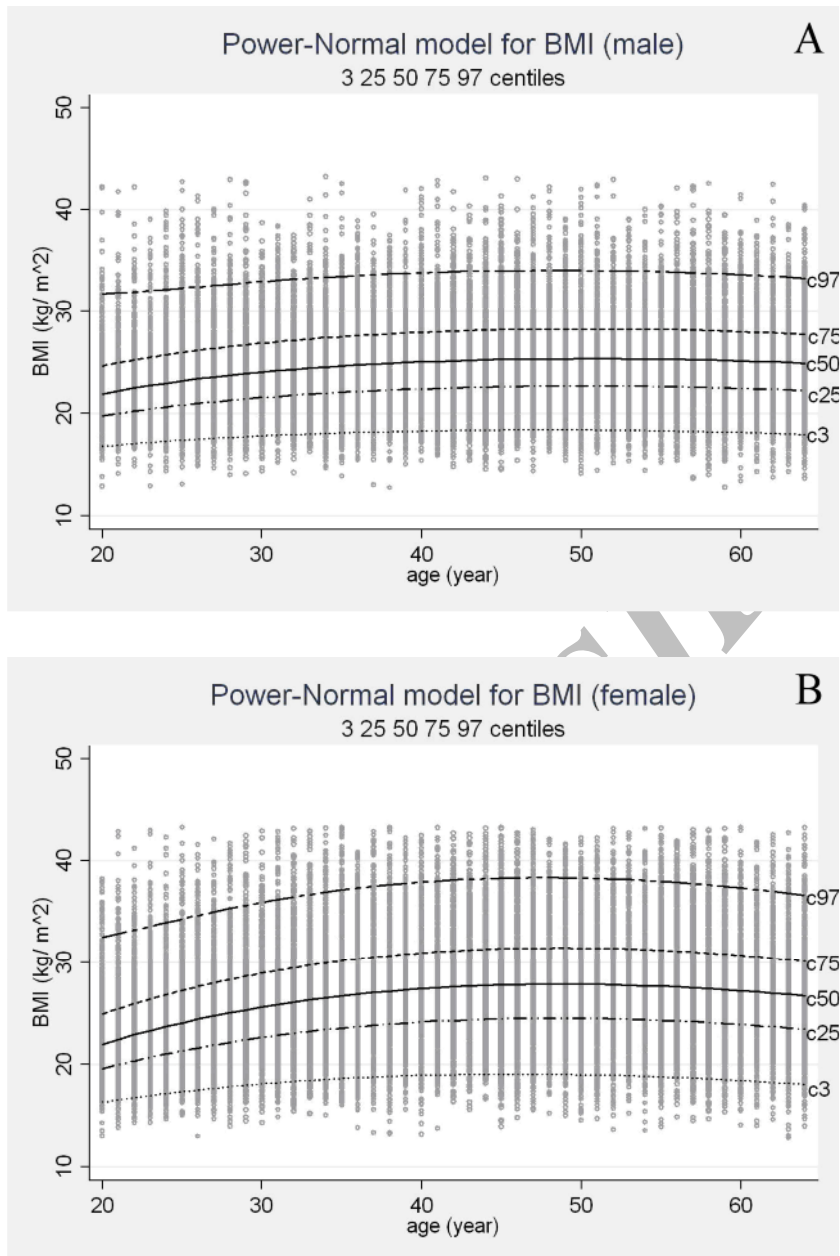 Power-Normal model for BMI (male)
A
3 25 50 75 97 centiles
BMI (kg/ m^2)
50
40
30
20
10
c97
c75
c50
c25
c3
20 30 40 50 60
age (year)
Power-Normal model for BMI (female)
B
3 25 50 75 97 centiles
BMI (kg/ m^2)
50
40
30
20
10
c97
c75
c50
c25
c3
20 30 40 50 60
age (year)